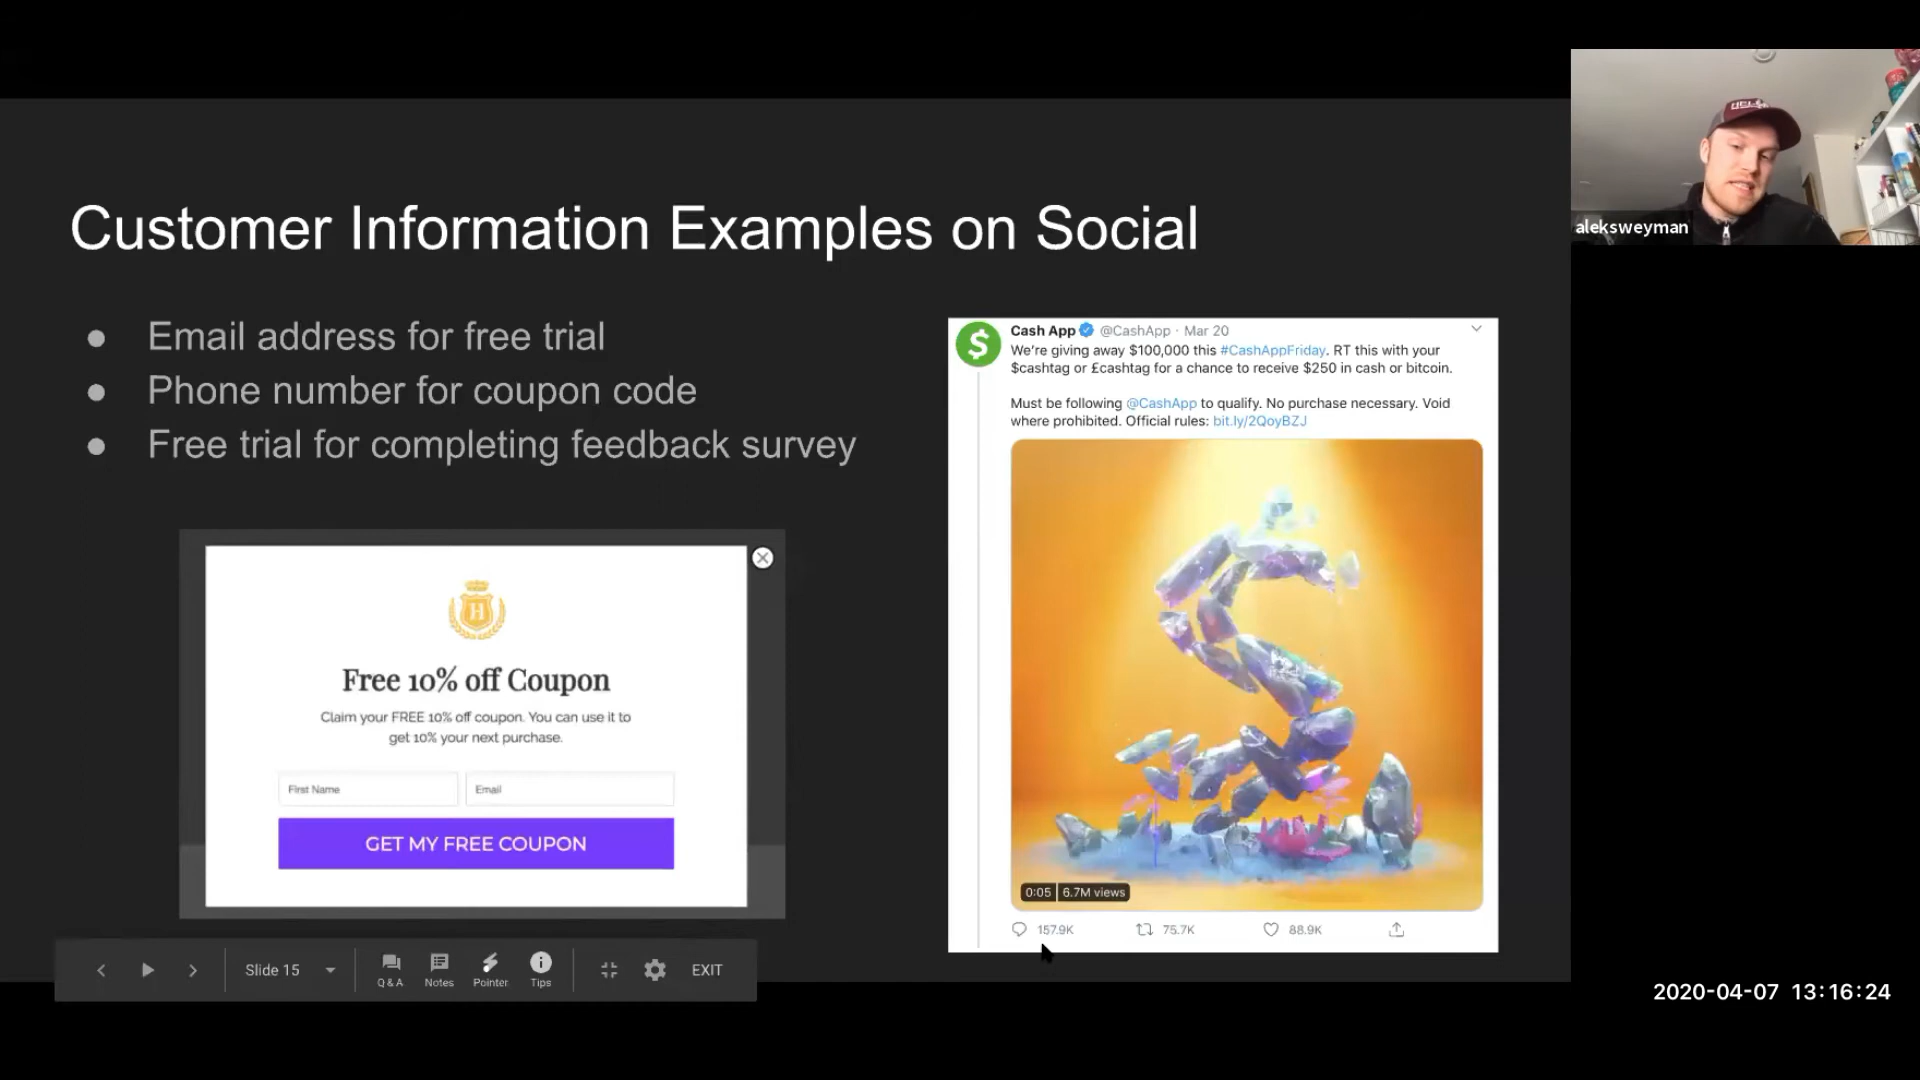 Customer Information Examples on Social
● Email address for free trial
● Phone number for coupon code
● Free trial for completing feedback survey
H
Free 10% off Coupon
Claim your FREE 10% off coupon. You can use it to
get 10% your next purchase.
First Name
Email
GET MY FREE COUPON
$
Cash App @CashApp · Mar 20
We're giving away $100,000 this #CashAppFriday. RT this with your
$cashtag or £cashtag for a chance to receive $250 in cash or bitcoin.
Must be following @CashApp to qualify. No purchase necessary. Void
where prohibited. Official rules: bit.ly/2QoyBZJ
0:05 6.7M views
157.9K 75.7K 88.9K
Slide 15
Q & A
Notes
Pointer
Tips
EXIT
aleksweyman
2020-04-07 13:16:24